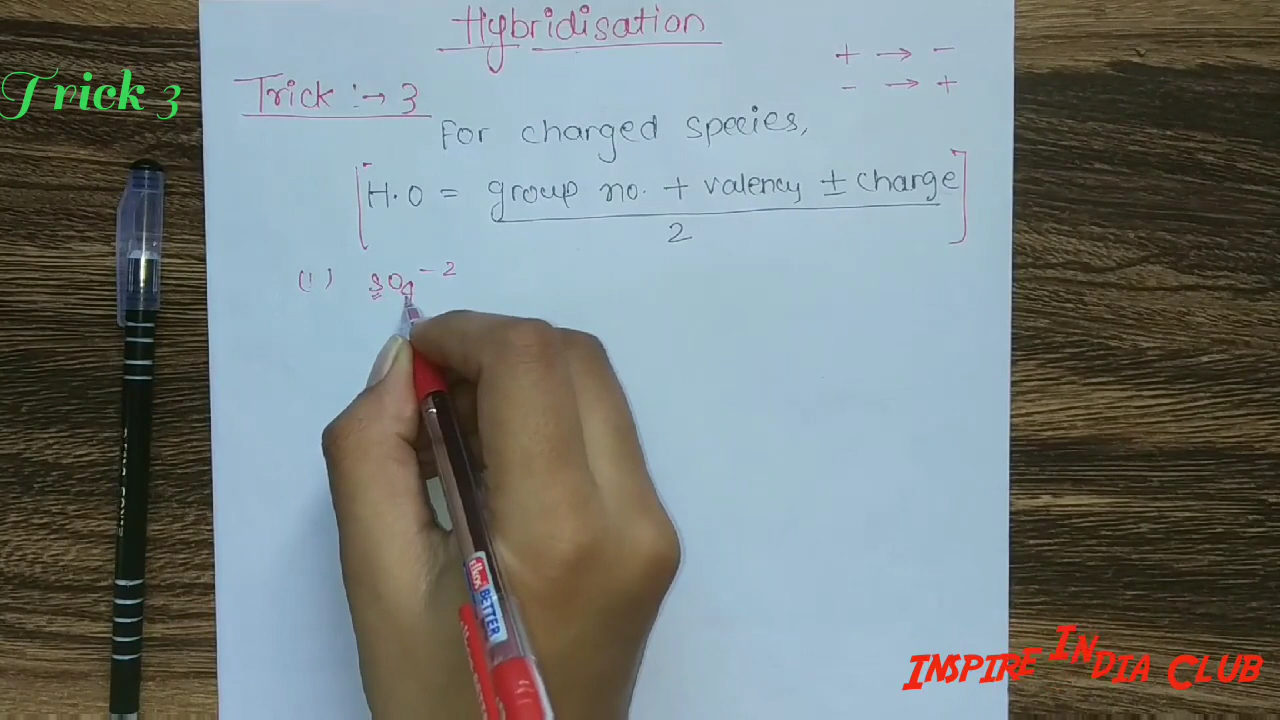 Hybridisation
+ → -
- → +
Trick 3
Trick :→ 3
For charged species,
[H.O = group no. + valency ± charge / 2]
(1) SO4 -2
elkos BETTER
INSPIRE INDIA CLUB